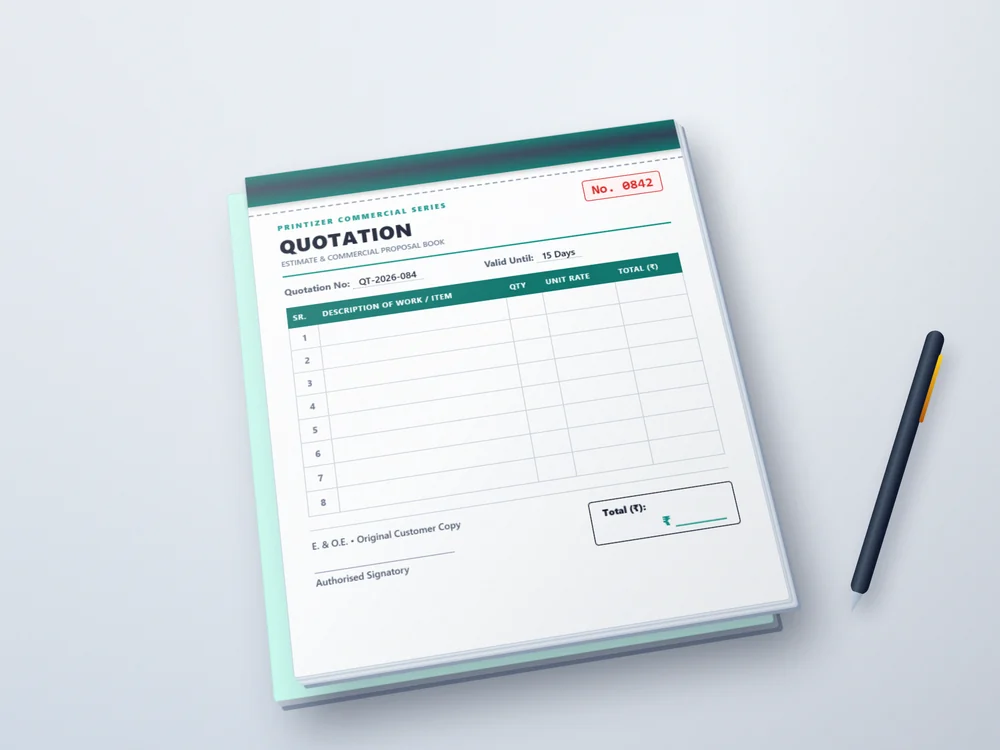 No. 0842
PRINTIZER COMMERCIAL SERIES
QUOTATION
ESTIMATE & COMMERCIAL PROPOSAL BOOK
Quotation No: QT-2026-084 Valid Until: 15 Days
SR. DESCRIPTION OF WORK / ITEM QTY UNIT RATE TOTAL (₹)
1
2
3
4
5
6
7
8
E. & O.E. • Original Customer Copy
Total (₹):
₹
Authorised Signatory